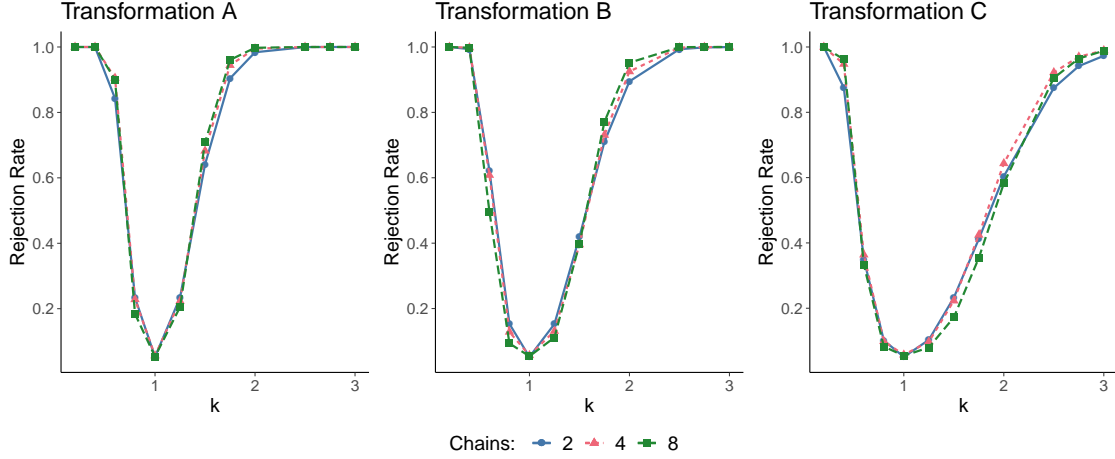 Transformation A
Transformation B
Transformation C
1.0
0.8
0.6
0.4
0.2
Rejection Rate
1
2
3
k
1.0
0.8
0.6
0.4
0.2
Rejection Rate
1
2
3
k
1.0
0.8
0.6
0.4
0.2
Rejection Rate
1
2
3
k
Chains: 2 4 8